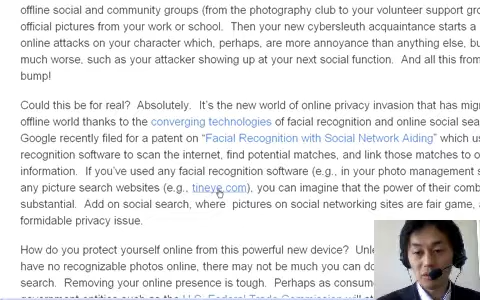 offline social and community groups (from the photography club to your volunteer support gro
official pictures from your work or school. Then your new cybersleuth acquaintance starts a
online attacks on your character which, perhaps, are more annoyance than anything else, bu
much worse, such as your attacker showing up at your next social function. And all this from
bump!
Could this be for real? Absolutely. It's the new world of online privacy invasion that has mig
offline world thanks to the converging technologies of facial recognition and online social sea
Google recently filed for a patent on “Facial Recognition with Social Network Aiding” which us
recognition software to scan the internet, find potential matches, and link those matches to o
information. If you've used any facial recognition software (e.g., in your photo management s
any picture search websites (e.g., tineye.com), you can imagine that the power of their comb
substantial. Add on social search, where pictures on social networking sites are fair game, a
formidable privacy issue.
How do you protect yourself online from this powerful new device? Unle
have no recognizable photos online, there may not be much you can do
search. Removing your online presence is tough. Perhaps as consume
government entities such as the U.S. Federal Trade Commission will